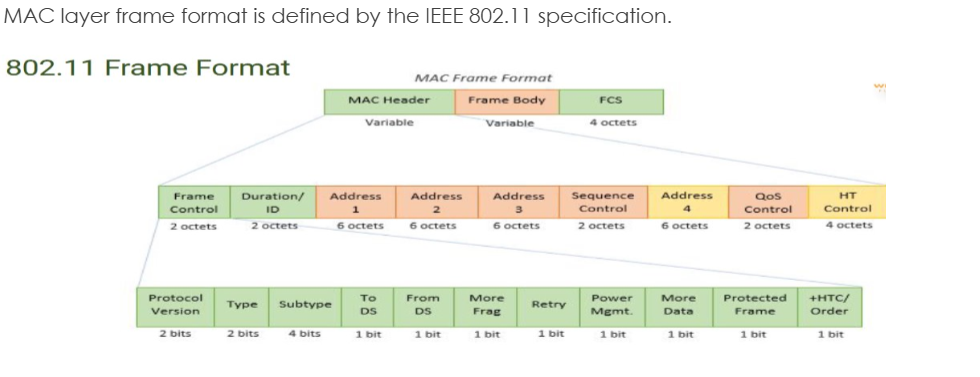 MAC layer frame format is defined by the IEEE 802.11 specification.
802.11 Frame Format
MAC Frame Format
MAC Header Frame Body FCS
Variable Variable 4 octets
Frame Control Duration/ ID Address 1 Address 2 Address 3 Sequence Control Address 4 QoS Control HT Control
2 octets 2 octets 6 octets 6 octets 6 octets 2 octets 6 octets 2 octets 4 octets
Protocol Version Type Subtype To DS From DS More Frag Retry Power Mgmt. More Data Protected Frame +HTC/ Order
2 bits 2 bits 4 bits 1 bit 1 bit 1 bit 1 bit 1 bit 1 bit 1 bit 1 bit